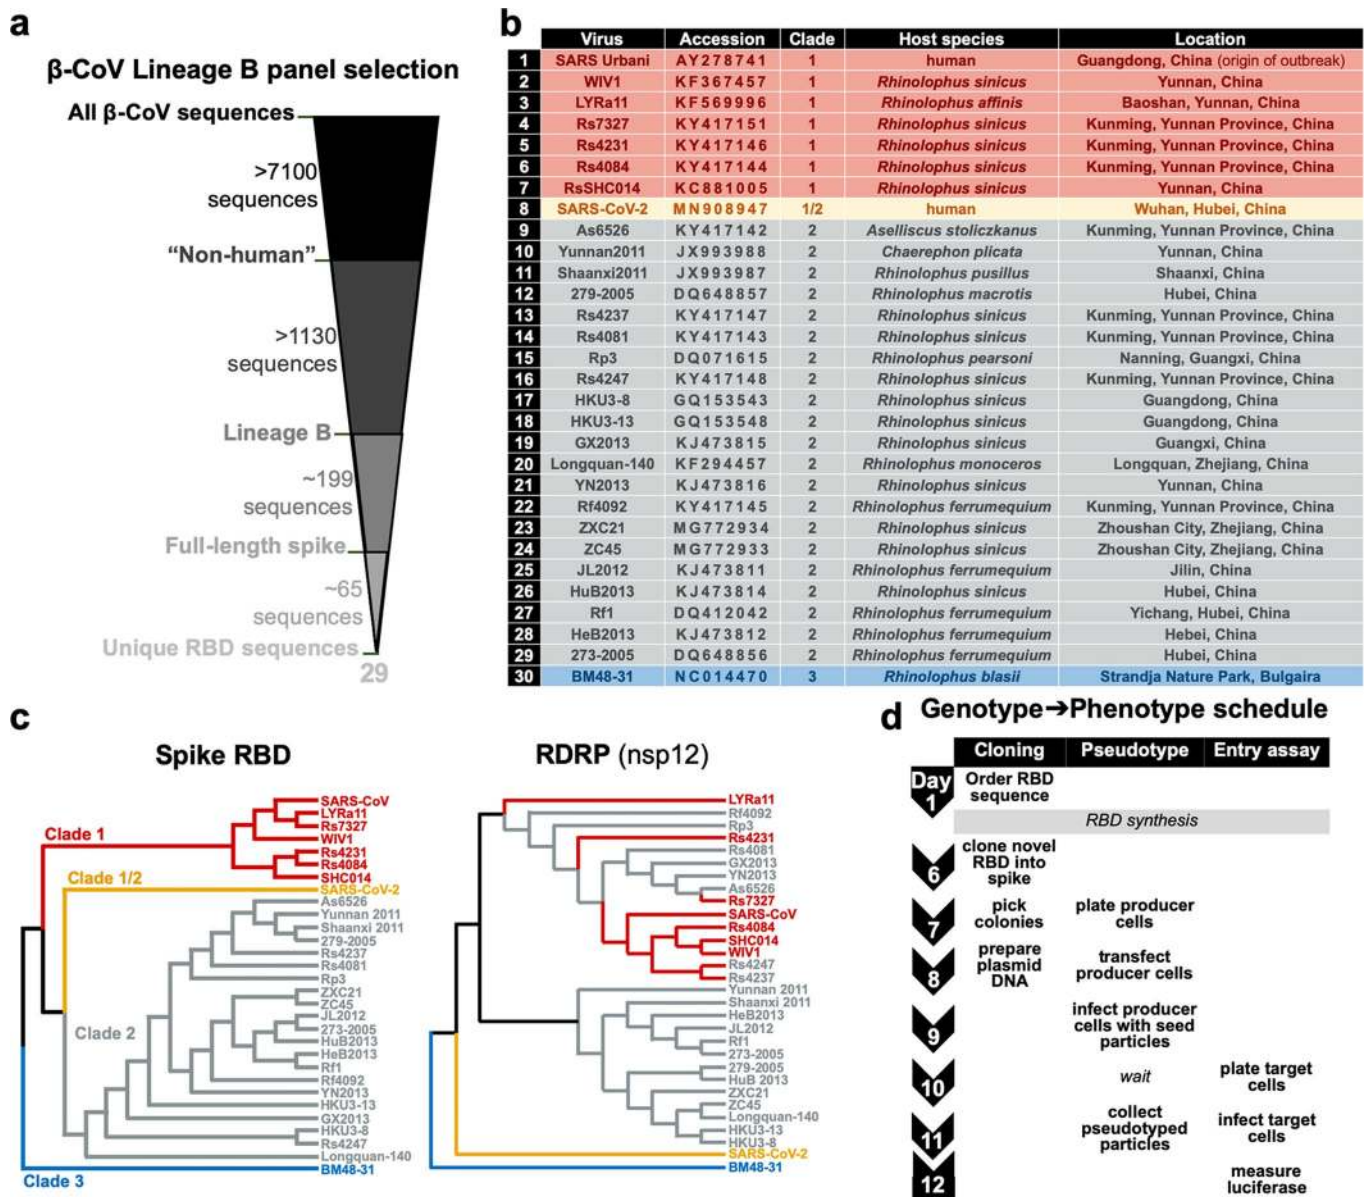 a
β-CoV Lineage B panel selection
All β-CoV sequences
>7100
sequences
“Non-human”
>1130
sequences
Lineage B
~199
sequences
Full-length spike
~65
sequences
Unique RBD sequences
29
b
Virus Accession Clade Host species Location
1 SARS Urbani AY278741 1 human Guangdong, China (origin of outbreak)
2 WIV1 KF367457 1 Rhinolophus sinicus Yunnan, China
3 LYRa11 KF569996 1 Rhinolophus affinis Baoshan, Yunnan, China
4 Rs7327 KY417151 1 Rhinolophus sinicus Kunming, Yunnan Province, China
5 Rs4231 KY417146 1 Rhinolophus sinicus Kunming, Yunnan Province, China
6 Rs4084 KY417144 1 Rhinolophus sinicus Kunming, Yunnan Province, China
7 RsSHC014 KC881005 1 Rhinolophus sinicus Yunnan, China
8 SARS-CoV-2 MN908947 1/2 human Wuhan, Hubei, China
9 As6526 KY417142 2 Aselliscus stoliczkanus Kunming, Yunnan Province, China
10 Yunnan2011 JX993988 2 Chaerephon plicata Yunnan, China
11 Shaanxi2011 JX993987 2 Rhinolophus pusillus Shaanxi, China
12 279-2005 DQ648857 2 Rhinolophus macrotis Hubei, China
13 Rs4237 KY417147 2 Rhinolophus sinicus Kunming, Yunnan Province, China
14 Rs4081 KY417143 2 Rhinolophus sinicus Kunming, Yunnan Province, China
15 Rp3 DQ071615 2 Rhinolophus pearsoni Nanning, Guangxi, China
16 Rs4247 KY417148 2 Rhinolophus sinicus Kunming, Yunnan Province, China
17 HKU3-8 GQ153543 2 Rhinolophus sinicus Guangdong, China
18 HKU3-13 GQ153548 2 Rhinolophus sinicus Guangdong, China
19 GX2013 KJ473815 2 Rhinolophus sinicus Guangxi, China
20 Longquan-140 KF294457 2 Rhinolophus monoceros Longquan, Zhejiang, China
21 YN2013 KJ473816 2 Rhinolophus sinicus Yunnan, China
22 Rf4092 KY417145 2 Rhinolophus ferrumequium Kunming, Yunnan Province, China
23 ZXC21 MG772934 2 Rhinolophus sinicus Zhoushan City, Zhejiang, China
24 ZC45 MG772933 2 Rhinolophus sinicus Zhoushan City, Zhejiang, China
25 JL2012 KJ473811 2 Rhinolophus ferrumequium Jilin, China
26 HuB2013 KJ473814 2 Rhinolophus sinicus Hubei, China
27 Rf1 DQ412042 2 Rhinolophus ferrumequium Yichang, Hubei, China
28 HeB2013 KJ473812 2 Rhinolophus ferrumequium Hebei, China
29 273-2005 DQ648856 2 Rhinolophus ferrumequium Hubei, China
30 BM48-31 NC014470 3 Rhinolophus blasii Strandja Nature Park, Bulgaira
c
Spike RBD
Clade 1
Clade 1/2
Clade 2
Clade 3
SARS-CoV
LYRa11
Rs7327
WIV1
Rs4231
Rs4084
SHC014
SARS-CoV-2
As6526
Yunnan 2011
Shaanxi 2011
279-2005
Rs4237
Rs4081
Rp3
ZXC21
ZC45
JL2012
273-2005
HuB2013
HeB2013
Rf1
Rf4092
YN2013
HKU3-13
GX2013
HKU3-8
Rs4247
Longquan-140
BM48-31
RDRP (nsp12)
LYRa11
Rf4092
Rp3
Rs4231
Rs4081
GX2013
YN2013
As6526
Rs7327
SARS-CoV
Rs4084
SHC014
WIV1
Rs4247
Rs4237
Yunnan 2011
Shaanxi 2011
HeB2013
JL2012
Rf1
273-2005
279-2005
HuB 2013
ZXC21
ZC45
Longquan-140
HKU3-13
HKU3-8
SARS-CoV-2
BM48-31
d
Genotype➔Phenotype schedule
Cloning Pseudotype Entry assay
Day
1
Order RBD
sequence
RBD synthesis
6
clone novel
RBD into
spike
7
pick
colonies
plate producer
cells
8
prepare
plasmid
DNA
transfect
producer cells
9
infect producer
cells with seed
particles
10
wait
plate target
cells
11
collect
pseudotyped
particles
infect target
cells
12
measure
luciferase